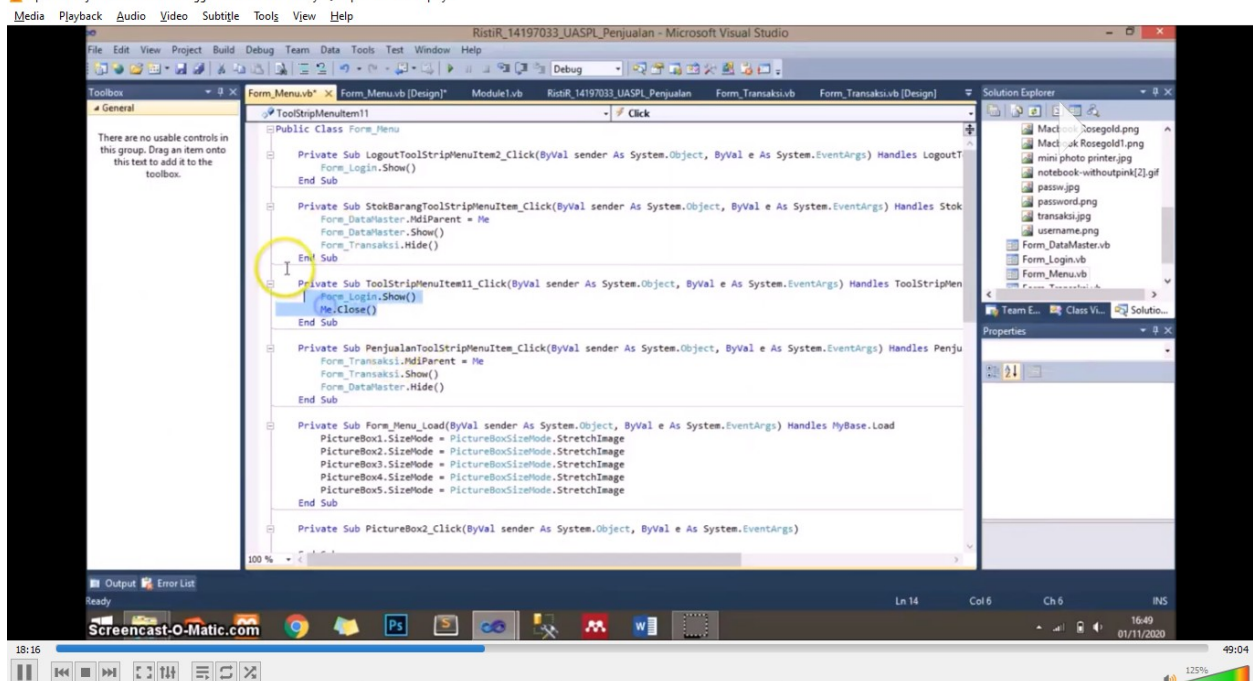 Media Playback Audio Video Subtitle Tools View Help
RistiR_14197033_UASPL_Penjualan - Microsoft Visual Studio
File Edit View Project Build Debug Team Data Tools Test Window Help
Debug
Toolbox
Form_Menu.vb* Form_Menu.vb [Design]* Module1.vb RistiR_14197033_UASPL_Penjualan Form_Transaksi.vb Form_Transaksi.vb [Design]
Solution Explorer
General
There are no usable controls in
this group. Drag an item onto
this text to add it to the
toolbox.
ToolStripMenuItem11 Click
Public Class Form_Menu
Private Sub LogoutToolStripMenuItem2_Click(ByVal sender As System.Object, ByVal e As System.EventArgs) Handles LogoutT
Form_Login.Show()
End Sub
Private Sub StokBarangToolStripMenuItem_Click(ByVal sender As System.Object, ByVal e As System.EventArgs) Handles Stok
Form_DataMaster.MdiParent = Me
Form_DataMaster.Show()
Form_Transaksi.Hide()
End Sub
Private Sub ToolStripMenuItem11_Click(ByVal sender As System.Object, ByVal e As System.EventArgs) Handles ToolStripMen
Form_Login.Show()
Me.Close()
End Sub
Private Sub PenjualanToolStripMenuItem_Click(ByVal sender As System.Object, ByVal e As System.EventArgs) Handles Penju
Form_Transaksi.MdiParent = Me
Form_Transaksi.Show()
Form_DataMaster.Hide()
End Sub
Private Sub Form_Menu_Load(ByVal sender As System.Object, ByVal e As System.EventArgs) Handles MyBase.Load
PictureBox1.SizeMode = PictureBoxSizeMode.StretchImage
PictureBox2.SizeMode = PictureBoxSizeMode.StretchImage
PictureBox3.SizeMode = PictureBoxSizeMode.StretchImage
PictureBox4.SizeMode = PictureBoxSizeMode.StretchImage
PictureBox5.SizeMode = PictureBoxSizeMode.StretchImage
End Sub
Private Sub PictureBox2_Click(ByVal sender As System.Object, ByVal e As System.EventArgs)
100 %
Macbook Rosegold.png
Macbook Rosegold1.png
mini photo printer.jpg
notebook-withoutpink[2].gif
passw.jpg
password.png
transaksi.jpg
username.png
Form_DataMaster.vb
Form_Login.vb
Form_Menu.vb
Team E... Class Vi... Solutio...
Properties
Output Error List
Ready Ln 14 Col 6 Ch 6 INS
Screencast-O-Matic.com
Ps S W
16:49
01/11/2020
18:16 49:04
125%